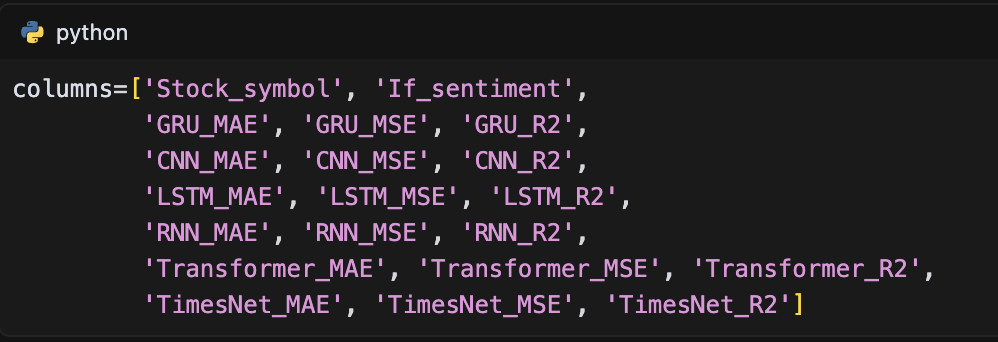 python
columns=['Stock_symbol', 'If_sentiment',
'GRU_MAE', 'GRU_MSE', 'GRU_R2',
'CNN_MAE', 'CNN_MSE', 'CNN_R2',
'LSTM_MAE', 'LSTM_MSE', 'LSTM_R2',
'RNN_MAE', 'RNN_MSE', 'RNN_R2',
'Transformer_MAE', 'Transformer_MSE', 'Transformer_R2',
'TimesNet_MAE', 'TimesNet_MSE', 'TimesNet_R2']